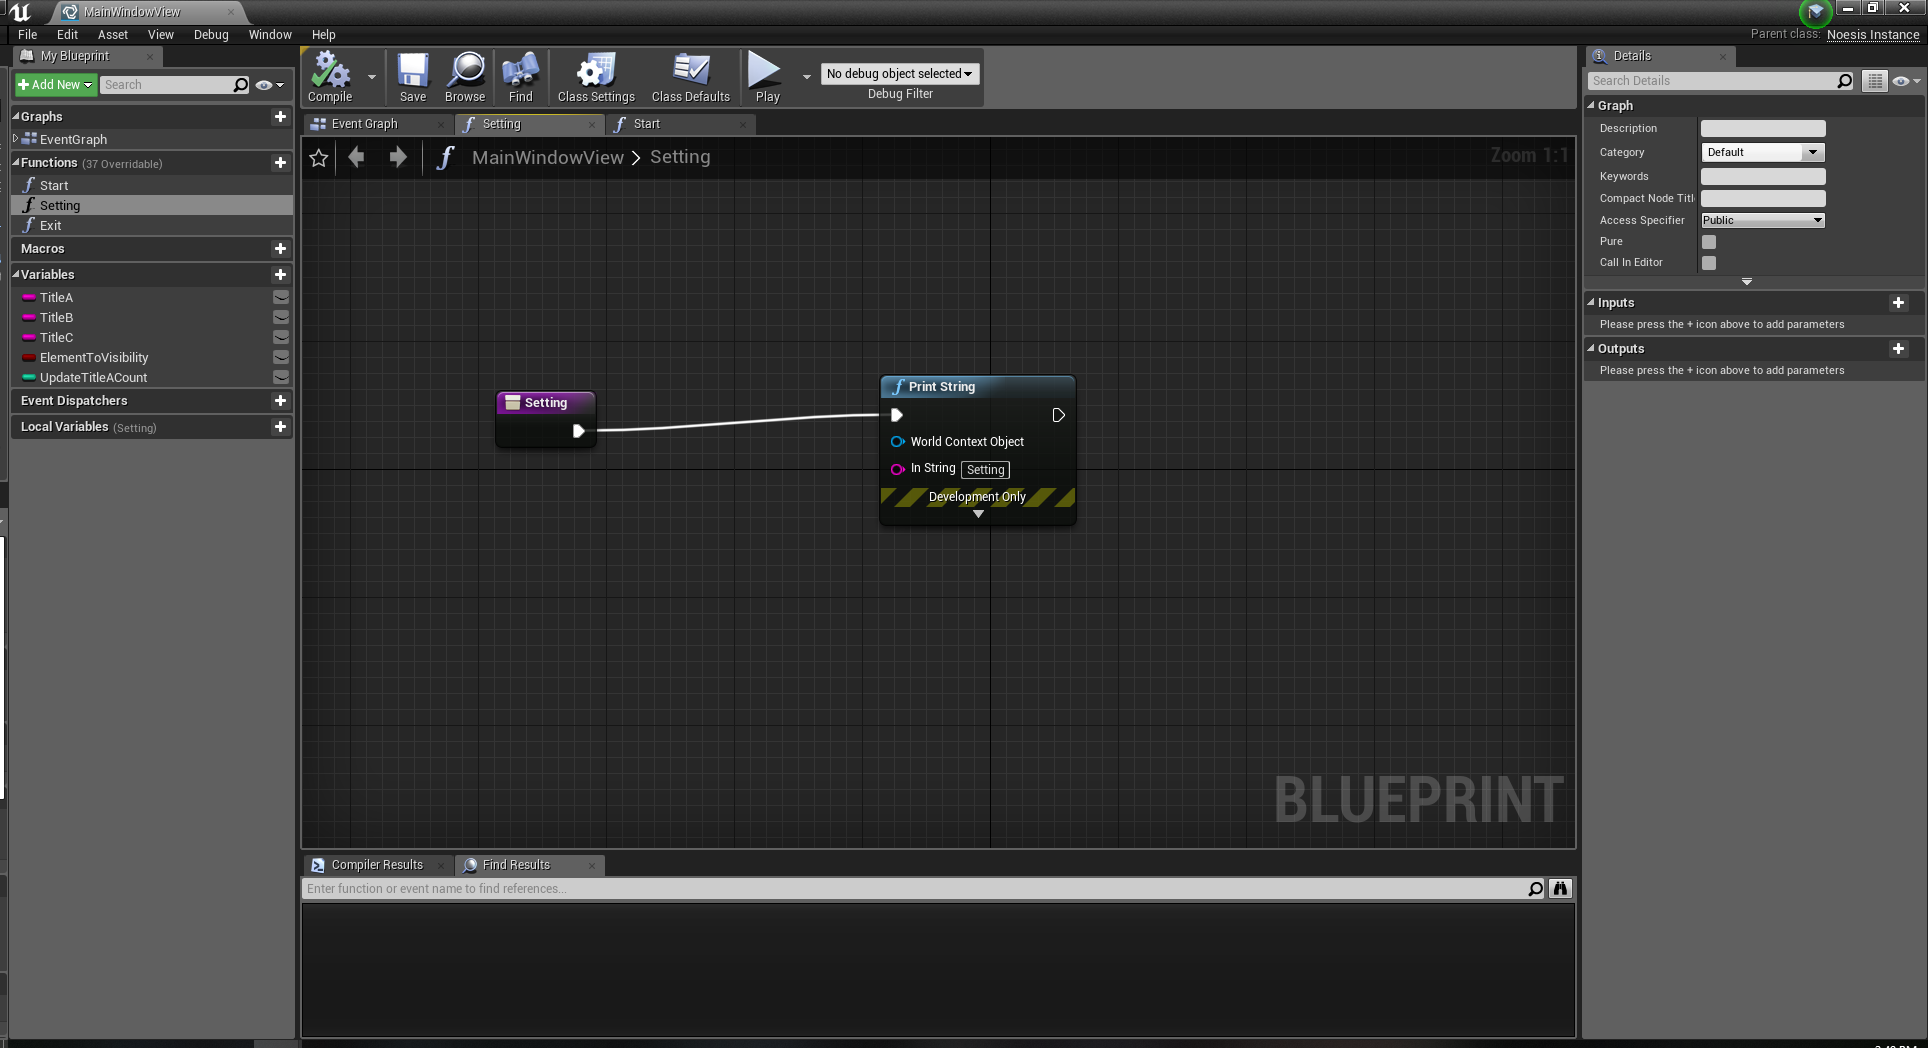 MainWindowView
File Edit Asset View Debug Window Help
Parent class: Noesis Instance
My Blueprint
Add New Search
Graphs
EventGraph
Functions (37 Overridable)
Start
Setting
Exit
Macros
Variables
TitleA
TitleB
TitleC
ElementToVisibility
UpdateTitleACount
Event Dispatchers
Local Variables (Setting)
Compile Save Browse Find Class Settings Class Defaults Play
No debug object selected
Debug Filter
Event Graph Setting Start
MainWindowView > Setting
Zoom 1:1
Setting
Print String
World Context Object
In String Setting
Development Only
BLUEPRINT
Compiler Results Find Results
Enter function or event name to find references...
Details
Search Details
Graph
Description
Category Default
Keywords
Compact Node Titl
Access Specifier Public
Pure
Call In Editor
Inputs
Please press the + icon above to add parameters
Outputs
Please press the + icon above to add parameters